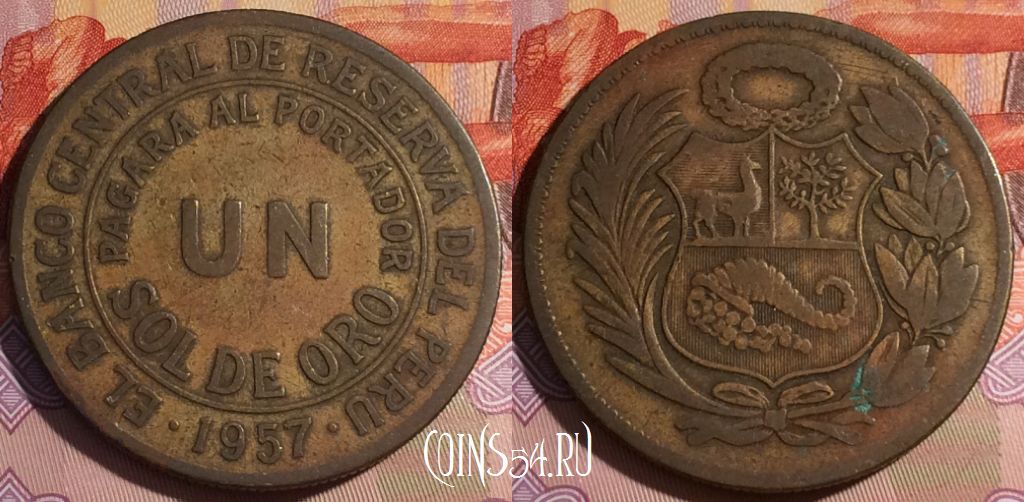 EL BANCO CENTRAL DE RESERVA DEL PERU
PAGARA AL PORTADOR
UN
SOL DE ORO
· 1957 ·
COINS54.RU